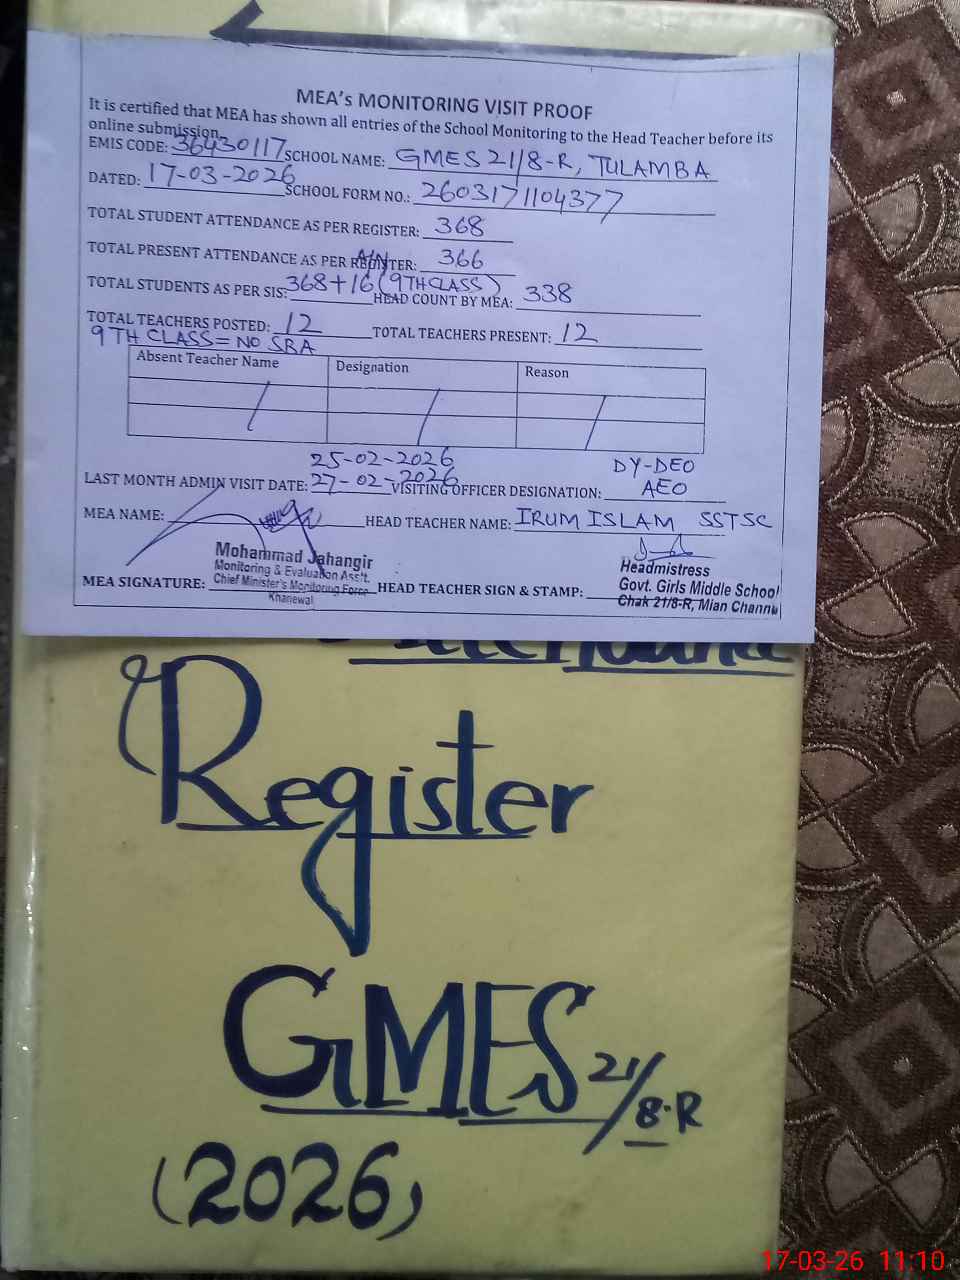 MEA's MONITORING VISIT PROOF
It is certified that MEA has shown all entries of the School Monitoring to the Head Teacher before its
online submission.
EMIS CODE: 36430117 SCHOOL NAME: GMES 21/8-R, TULAMBA
DATED: 17-03-2026 SCHOOL FORM NO.: 2603171104377
TOTAL STUDENT ATTENDANCE AS PER REGISTER: 368
TOTAL PRESENT ATTENDANCE AS PER REGISTER: 366
TOTAL STUDENTS AS PER SIS: 368+16 (9TH CLASS) HEAD COUNT BY MEA: 338
TOTAL TEACHERS POSTED: 12 TOTAL TEACHERS PRESENT: 12
9TH CLASS = NO SBA
Absent Teacher Name Designation Reason
25-02-2026 DY-DEO
LAST MONTH ADMIN VISIT DATE: 27-02-2026 VISITING OFFICER DESIGNATION: AEO
MEA NAME: HEAD TEACHER NAME: IRUM ISLAM SSTSC
Mohammad Jahangir
Monitoring & Evaluation Ass't.
Chief Minister's Monitoring Force
Khanewal
MEA SIGNATURE: HEAD TEACHER SIGN & STAMP:
Headmistress
Govt. Girls Middle School
Chak 21/8-R, Mian Channu
Register
GMES 21/8-R
(2026)
17-03-26 11:10